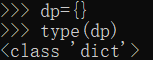 >>> dp={}
>>> type(dp)
<class 'dict'>